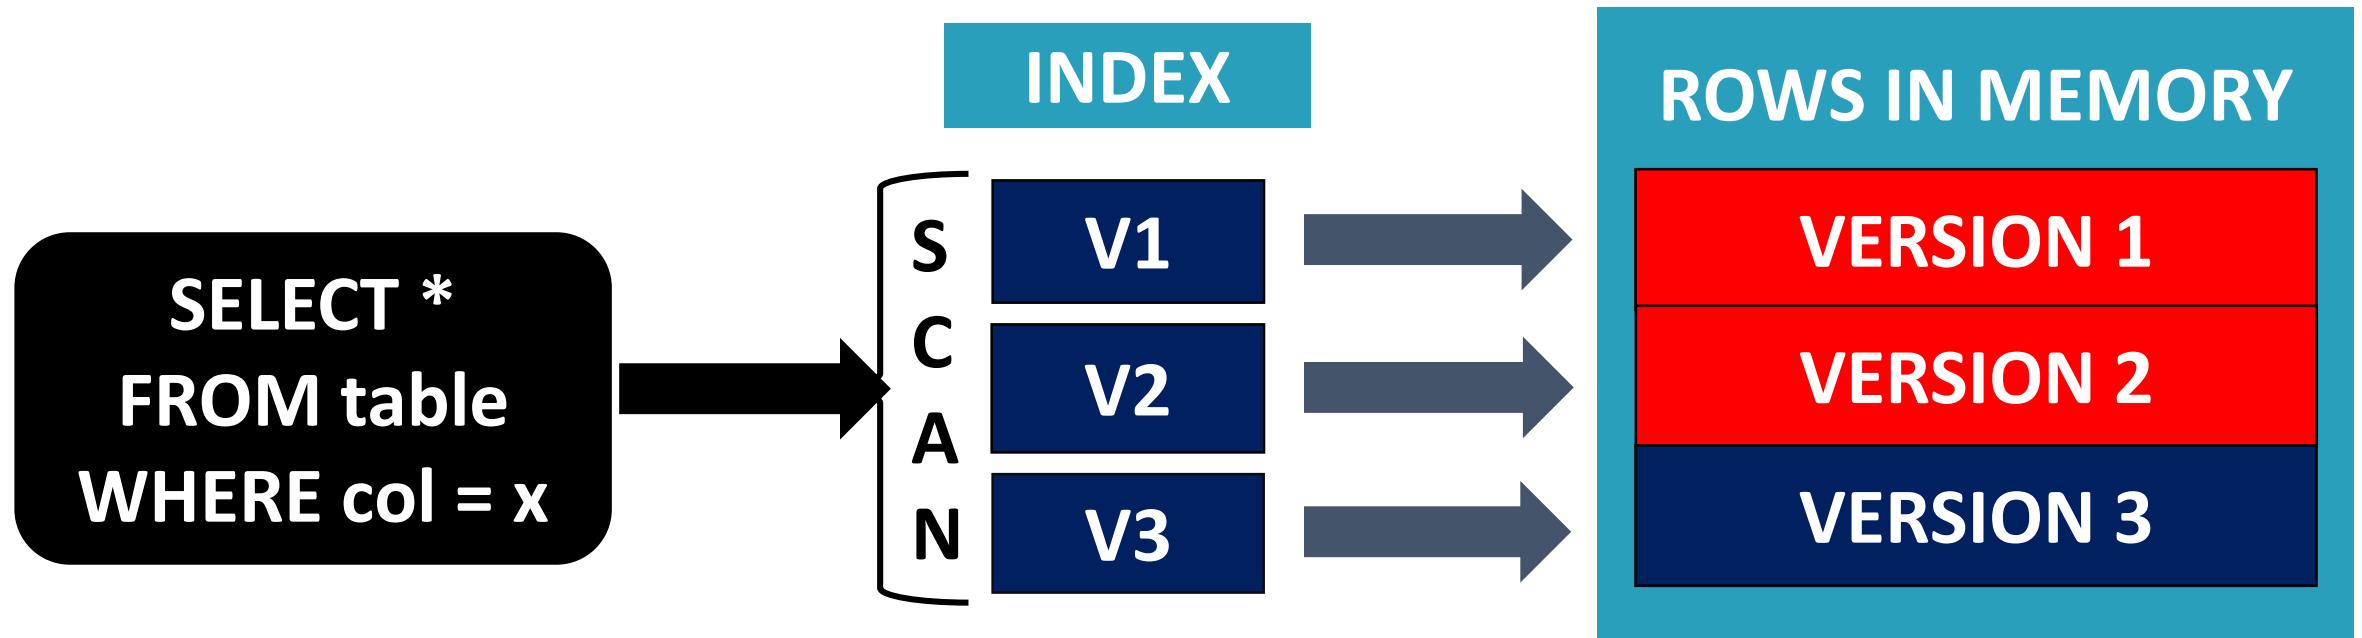 SELECT *
FROM table
WHERE col = x
INDEX
S
C
A
N
V1
V2
V3
ROWS IN MEMORY
VERSION 1
VERSION 2
VERSION 3